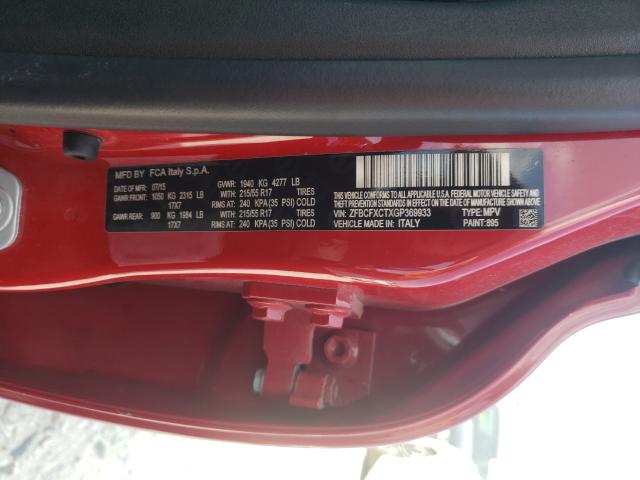 MFD BY FCA Italy S.p.A.
DATE 07/15 GVWR: 1940 KG 4277 LB
GAWR FRONT: 1050 KG 2315 LB WITH 215/55 R17 TIRES
17X7 RIMS AT: 240 KPA (35 PSI) COLD
GAWR REAR: 900 KG 1984 LB WITH 215/55 R17 TIRES
17X7 RIMS AT: 240 KPA (35 PSI) COLD
THIS VEHICLE CONFORMS TO ALL APPLICABLE U.S.A. FEDERAL MOTOR VEHICLE SAFETY AND
THEFT PREVENTION STANDARDS IN EFFECT ON THE DATE OF MANUFACTURE SHOWN ABOVE
VIN: ZFBCFXCTXGP369933 TYPE: MPV
VEHICLE MADE IN: ITALY PAINT: 895